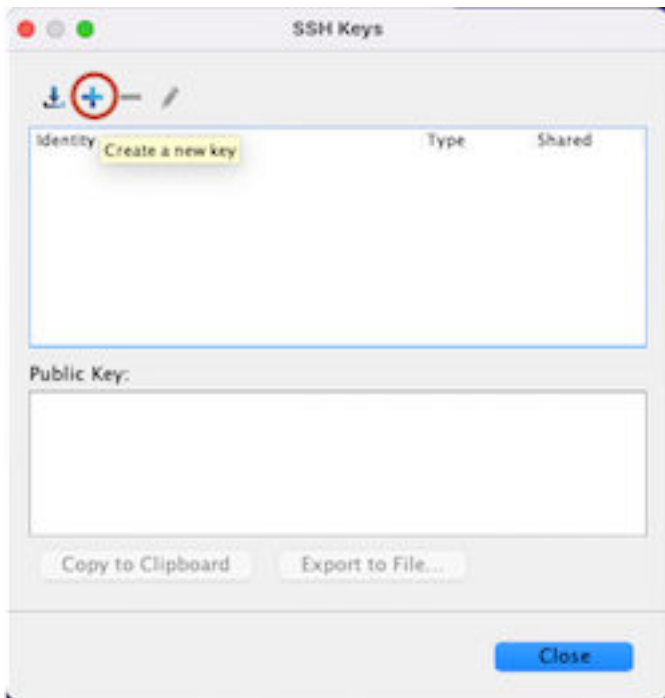 SSH Keys
Identity Type Shared
Create a new key
Public Key:
Copy to Clipboard Export to File...
Close